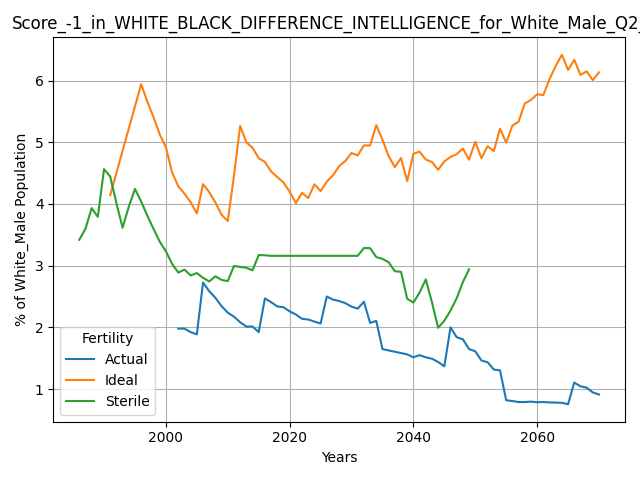 Score_-1_in_WHITE_BLACK_DIFFERENCE_INTELLIGENCE_for_White_Male_Q2_
% of White_Male Population
6
5
4
3
2
1
Fertility
Actual
Ideal
Sterile
2000 2020 2040 2060
Years